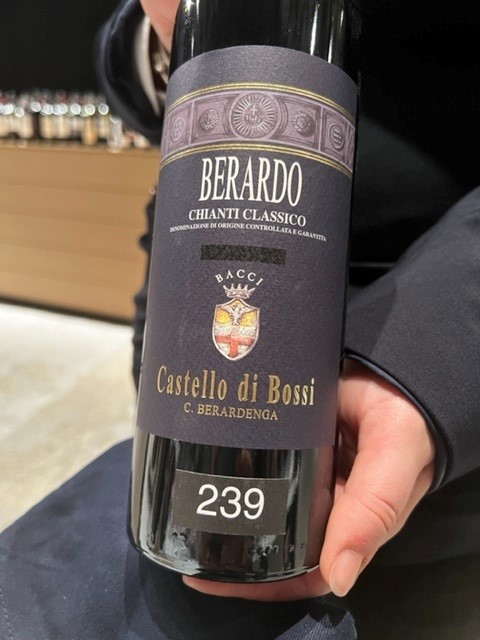 BERARDO
CHIANTI CLASSICO
DENOMINAZIONE DI ORIGINE CONTROLLATA E GARANTITA
BACCI
Castello di Bossi
C. BERARDENGA
239